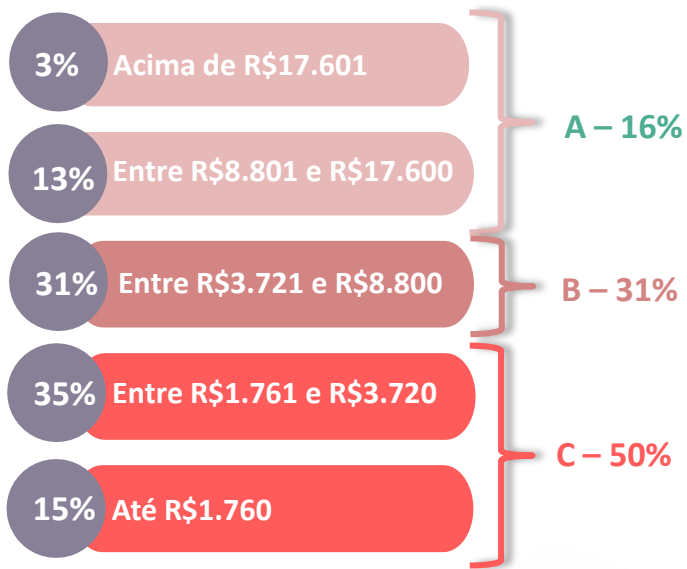 3% Acima de R$17.601
A – 16%
13% Entre R$8.801 e R$17.600
31% Entre R$3.721 e R$8.800
B – 31%
35% Entre R$1.761 e R$3.720
C – 50%
15% Até R$1.760